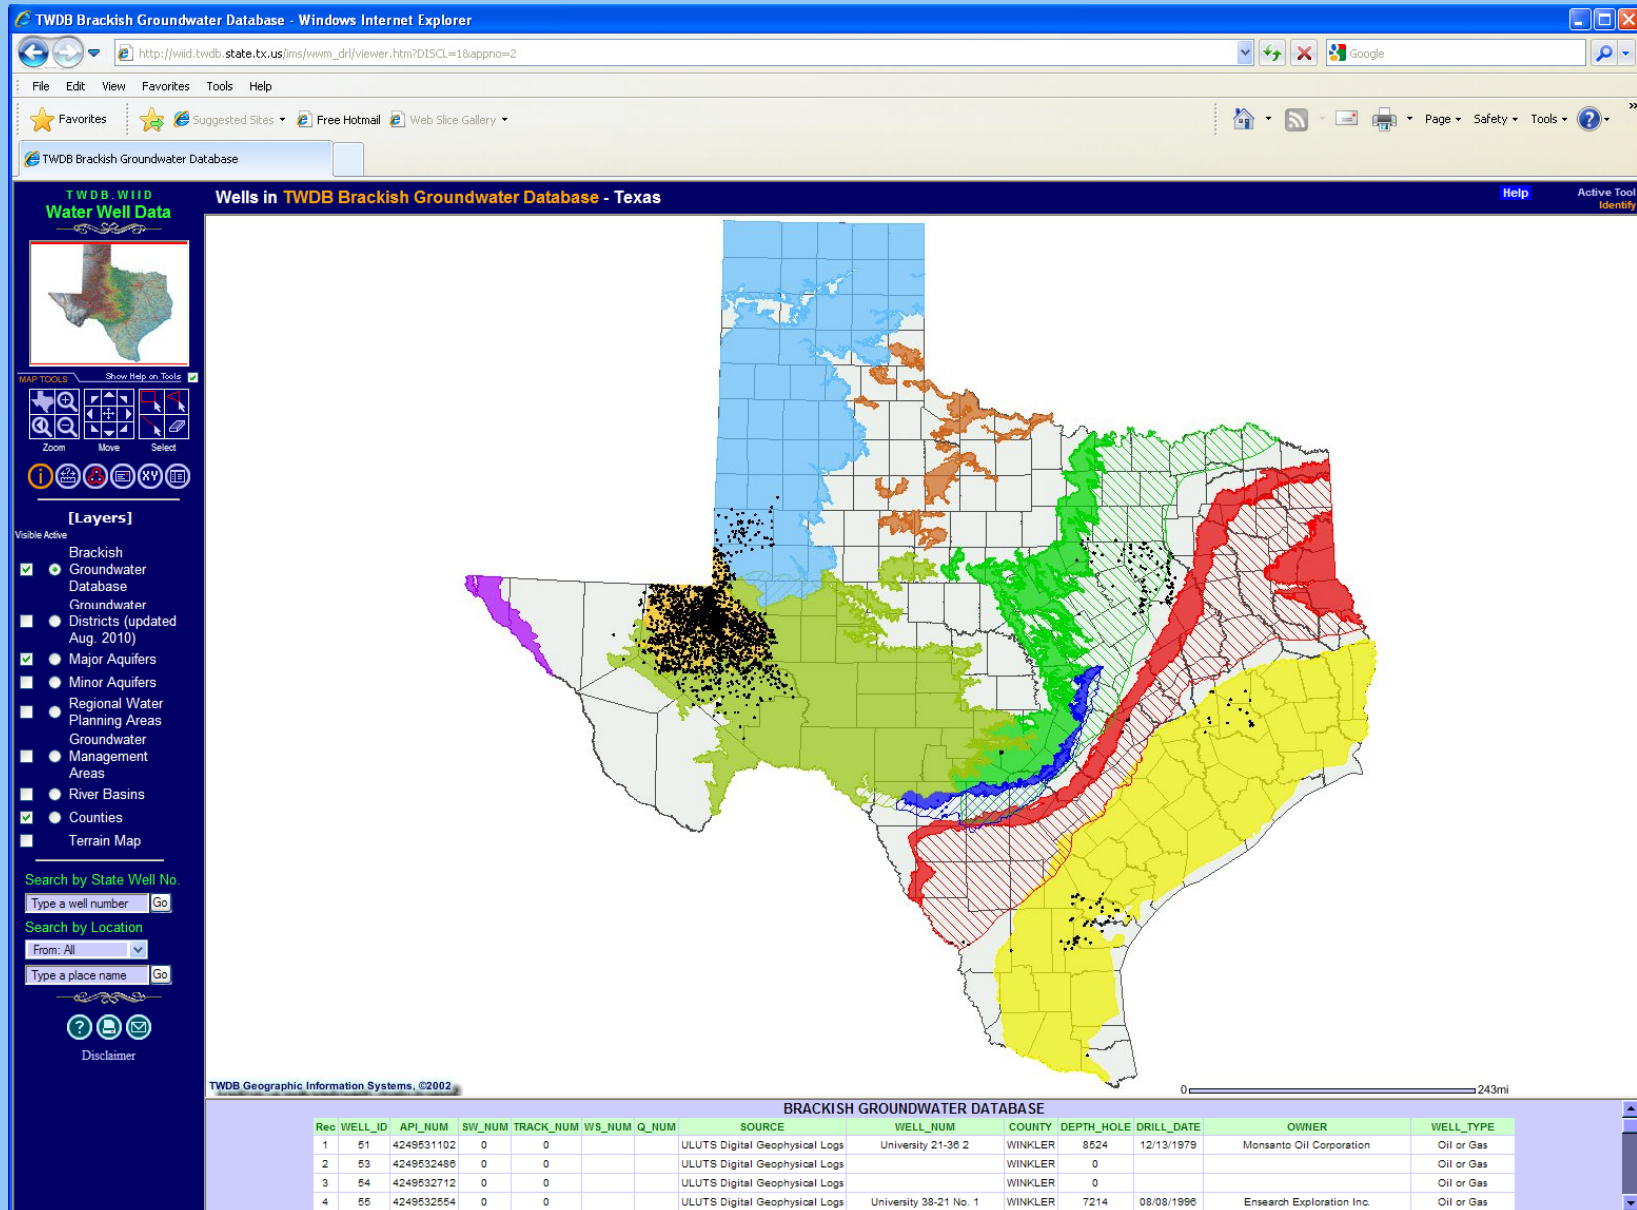 TWDB Brackish Groundwater Database - Windows Internet Explorer
http://wiid.twdb.state.tx.us/ims/wwm_drl/viewer.htm?DISCL=1&appno=2
Google
File Edit View Favorites Tools Help
Favorites Suggested Sites Free Hotmail Web Slice Gallery
Page Safety Tools
TWDB Brackish Groundwater Database
TWDB.WIID
Water Well Data
Wells in TWDB Brackish Groundwater Database - Texas
Help
Active Tool
Identify
MAP TOOLS Show Help on Tools
Zoom Move Select
XY
[Layers]
Visible Active
Brackish
Groundwater
Database
Groundwater
Districts (updated
Aug. 2010)
Major Aquifers
Minor Aquifers
Regional Water
Planning Areas
Groundwater
Management
Areas
River Basins
Counties
Terrain Map
Search by State Well No.
Type a well number Go
Search by Location
From: All
Type a place name Go
Disclaimer
TWDB Geographic Information Systems, ©2002
0 243mi
BRACKISH GROUNDWATER DATABASE
Rec WELL_ID API_NUM SW_NUM TRACK_NUM WS_NUM Q_NUM SOURCE WELL_NUM COUNTY DEPTH_HOLE DRILL_DATE OWNER WELL_TYPE
1 51 4249531102 0 0 ULUTS Digital Geophysical Logs University 21-36 2 WINKLER 8524 12/13/1979 Monsanto Oil Corporation Oil or Gas
2 53 4249532486 0 0 ULUTS Digital Geophysical Logs WINKLER 0 Oil or Gas
3 54 4249532712 0 0 ULUTS Digital Geophysical Logs WINKLER 0 Oil or Gas
4 55 4249532554 0 0 ULUTS Digital Geophysical Logs University 38-21 No. 1 WINKLER 7214 08/08/1996 Ensearch Exploration Inc. Oil or Gas